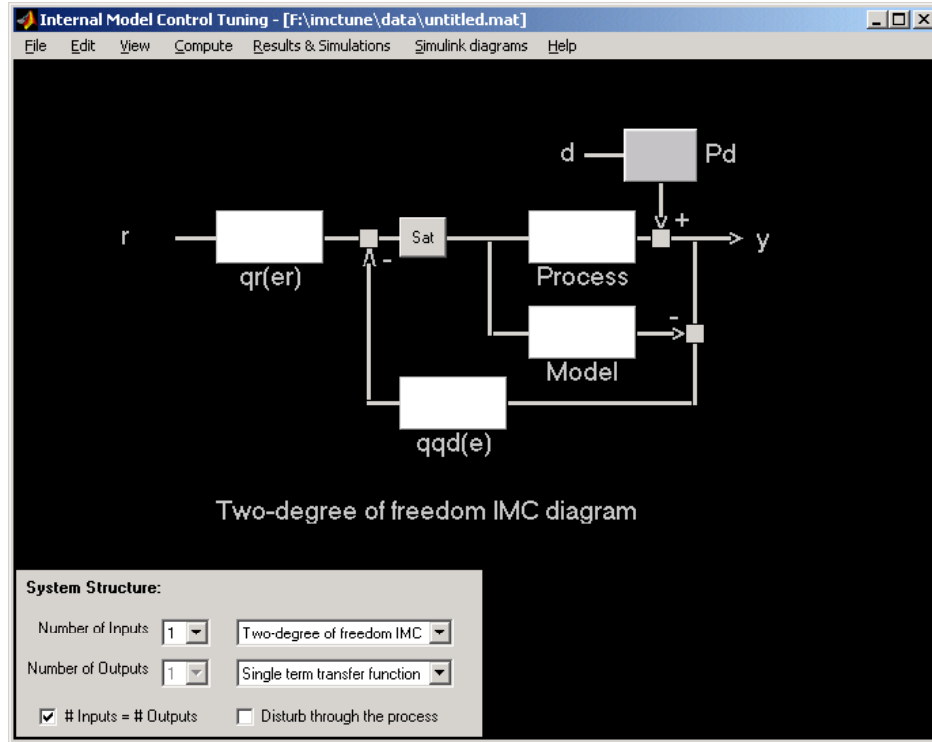 Internal Model Control Tuning - [F:\imctune\data\untitled.mat]
File Edit View Compute Results & Simulations Simulink diagrams Help
d Pd
+
r qr(er) - Sat Process y
-
Model
qqd(e)
Two-degree of freedom IMC diagram
System Structure:
Number of Inputs 1 Two-degree of freedom IMC
Number of Outputs 1 Single term transfer function
# Inputs = # Outputs Disturb through the process